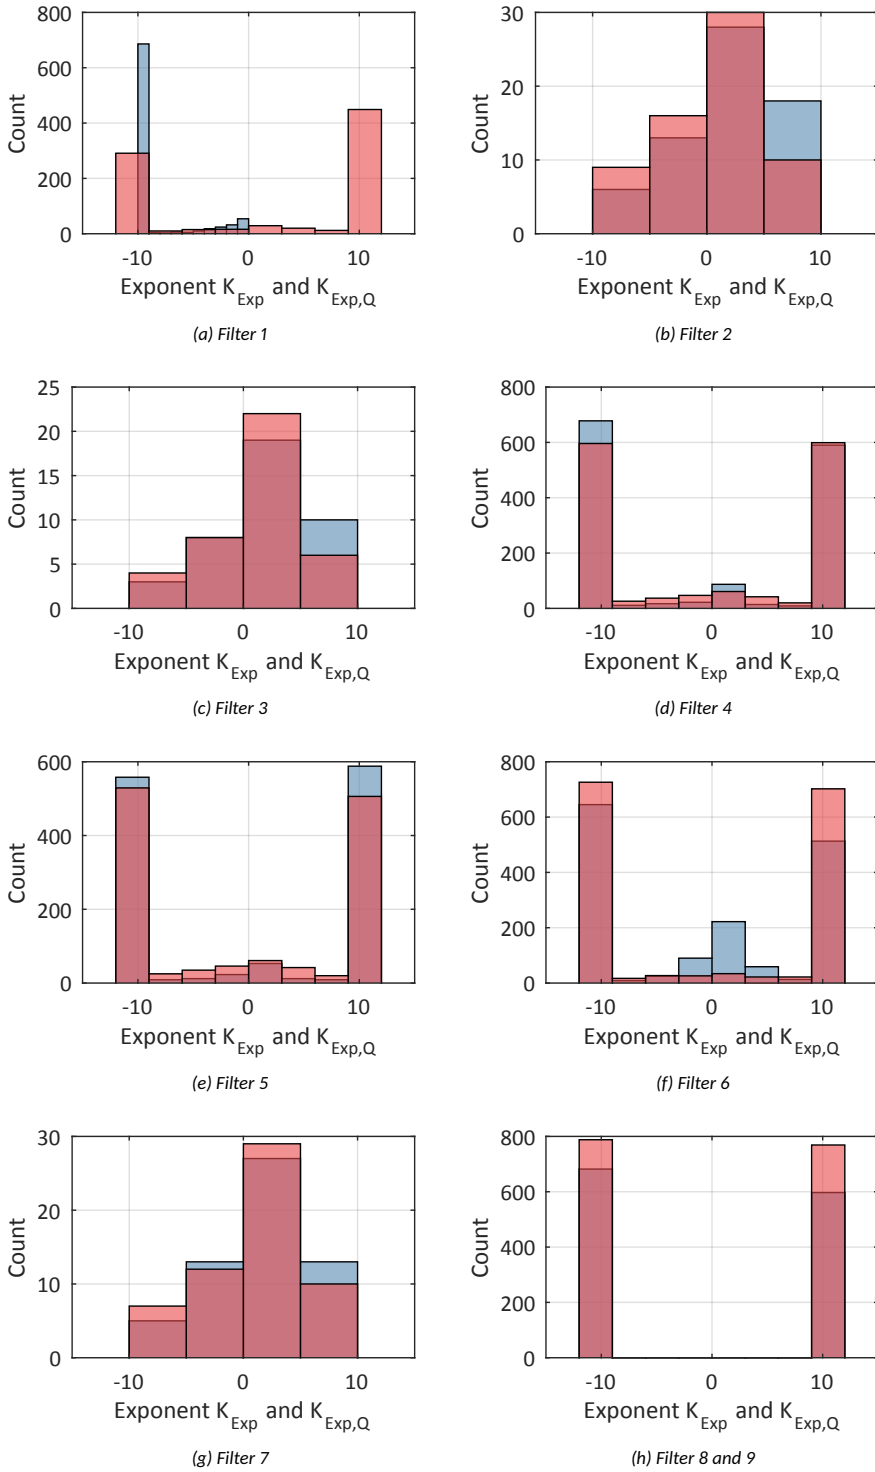 800
600
400
200
0
Count
-10 0 10
Exponent K_Exp and K_Exp,Q
(a) Filter 1
30
20
10
0
Count
-10 0 10
Exponent K_Exp and K_Exp,Q
(b) Filter 2
25
20
15
10
5
0
Count
-10 0 10
Exponent K_Exp and K_Exp,Q
(c) Filter 3
800
600
400
200
0
Count
-10 0 10
Exponent K_Exp and K_Exp,Q
(d) Filter 4
600
400
200
0
Count
-10 0 10
Exponent K_Exp and K_Exp,Q
(e) Filter 5
800
600
400
200
0
Count
-10 0 10
Exponent K_Exp and K_Exp,Q
(f) Filter 6
30
20
10
0
Count
-10 0 10
Exponent K_Exp and K_Exp,Q
(g) Filter 7
800
600
400
200
0
Count
-10 0 10
Exponent K_Exp and K_Exp,Q
(h) Filter 8 and 9